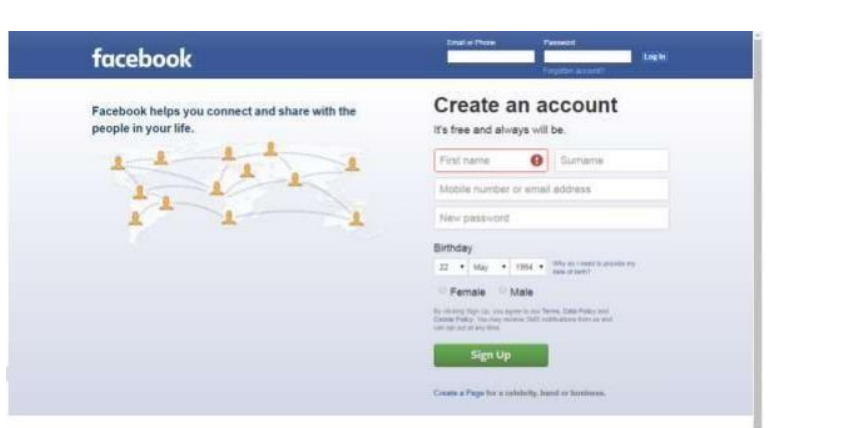 Email or Phone Password
facebook
Log In
Forgotten account?
Facebook helps you connect and share with the
people in your life.
Create an account
It's free and always will be.
First name Surname
Mobile number or email address
New password
Birthday
22 May 1994 Why do I need to provide my
date of birth?
Female Male
By clicking Sign Up, you agree to our Terms, Data Policy and
Cookie Policy. You may receive SMS notifications from us and
can opt out at any time.
Sign Up
Create a Page for a celebrity, band or business.